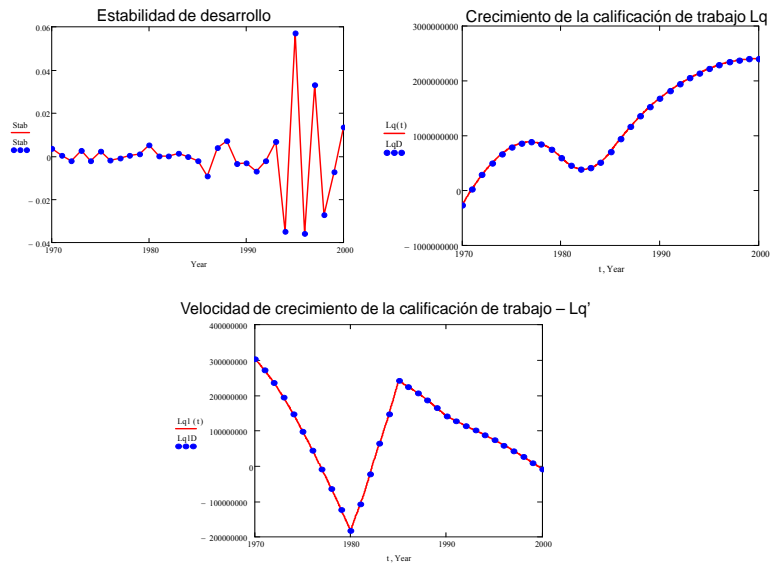 Estabilidad de desarrollo
0.06
0.04
0.02
0
− 0.02
− 0.04
Stab
Stab
1970
1980
1990
2000
Year
Crecimiento de la calificación de trabajo Lq
3000000000
2000000000
1000000000
0
− 1000000000
Lq(t)
LqD
1970
1980
1990
2000
t , Year
Velocidad de crecimiento de la calificación de trabajo – Lq’
400000000
300000000
200000000
100000000
0
− 100000000
− 200000000
Lq1 (t)
Lq1D
1970
1980
1990
2000
t , Year